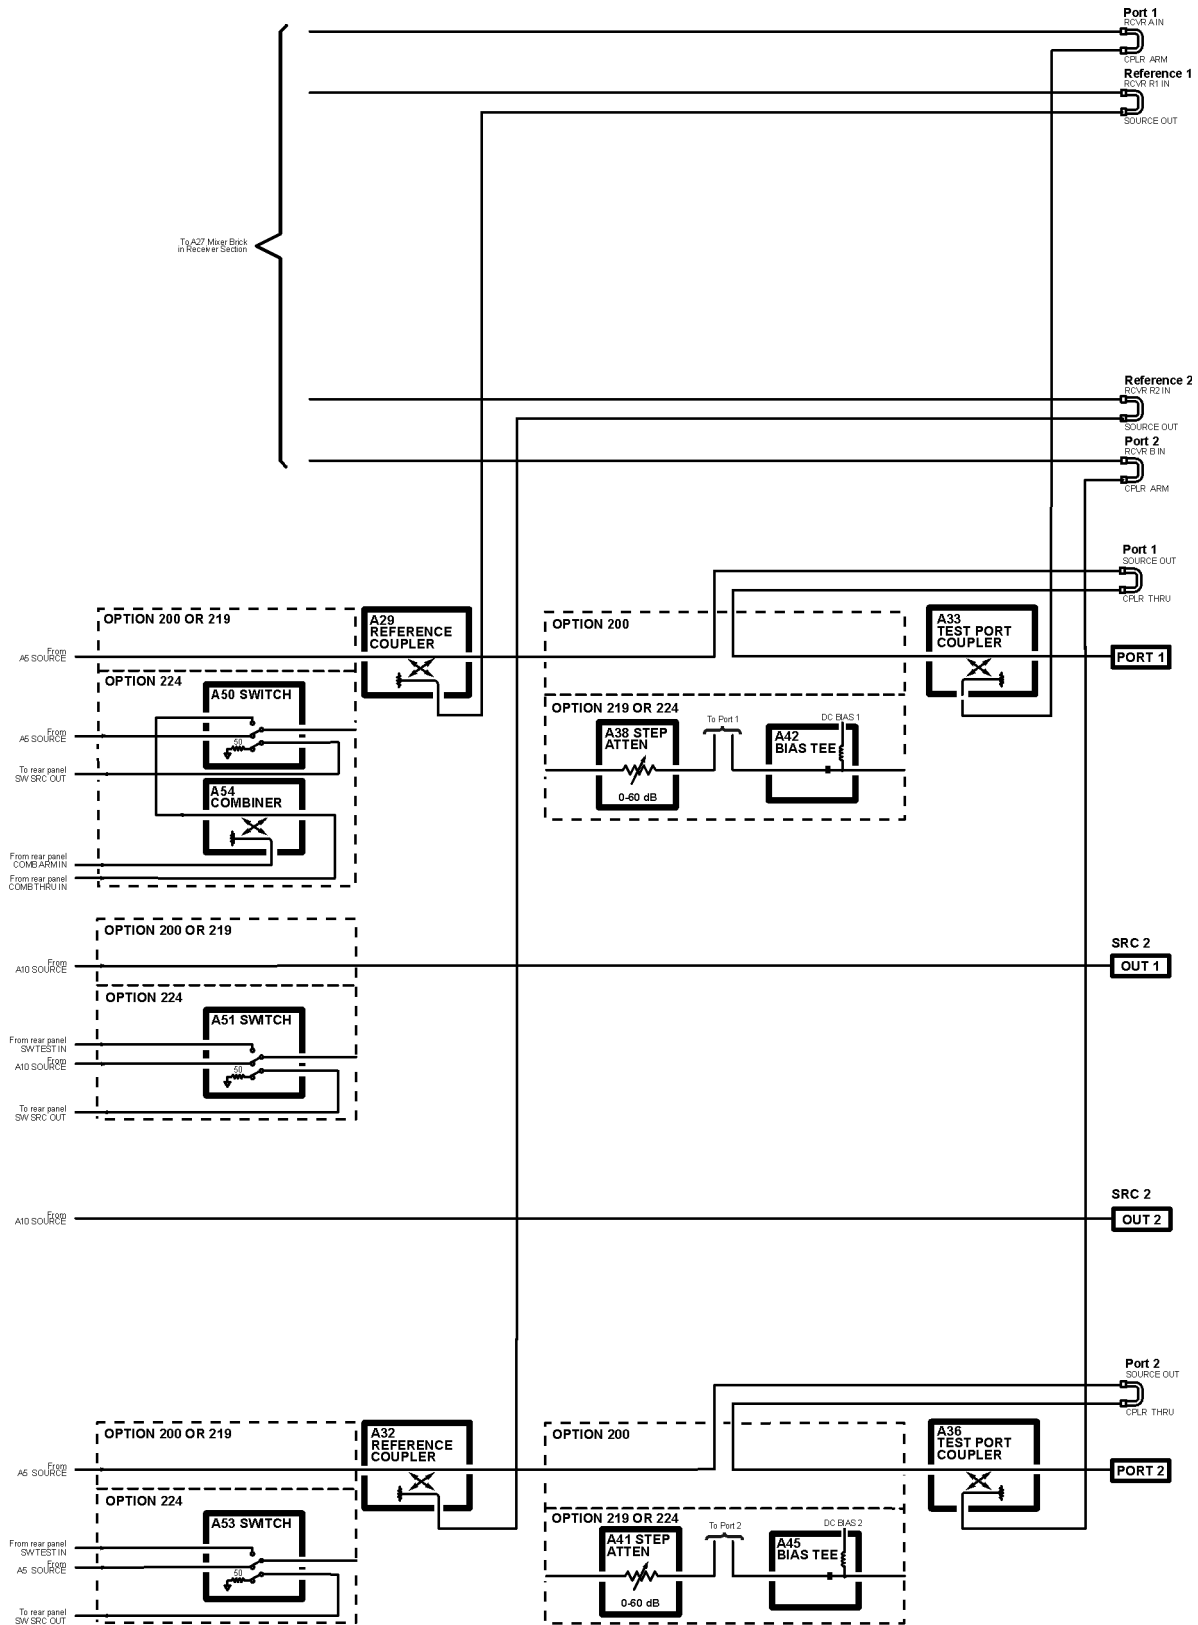 Port 1
RCVR A IN
CPLR ARM
Reference 1
RCVR R1 IN
SOURCE OUT
To A27 Mixer Brick
in Receiver Section
Reference 2
RCVR R2 IN
SOURCE OUT
Port 2
RCVR B IN
CPLR ARM
Port 1
SOURCE OUT
CPLR THRU
OPTION 200 OR 219
A29
REFERENCE
COUPLER
OPTION 200
A33
TEST PORT
COUPLER
From
A5 SOURCE
PORT 1
OPTION 224
A50 SWITCH
From
A5 SOURCE
50
To rear panel
SW SRC OUT
A54
COMBINER
From rear panel
COMB ARM IN
From rear panel
COMB THRU IN
OPTION 219 OR 224
A38 STEP
ATTEN
0-60 dB
To Port 1
DC BIAS 1
A42
BIAS TEE
OPTION 200 OR 219
From
A10 SOURCE
SRC 2
OUT 1
OPTION 224
A51 SWITCH
From rear panel
SW TEST IN
From
A10 SOURCE
50
To rear panel
SW SRC OUT
From
A10 SOURCE
SRC 2
OUT 2
Port 2
SOURCE OUT
CPLR THRU
OPTION 200 OR 219
A32
REFERENCE
COUPLER
OPTION 200
A36
TEST PORT
COUPLER
From
A5 SOURCE
PORT 2
OPTION 224
A53 SWITCH
From rear panel
SW TEST IN
From
A5 SOURCE
50
To rear panel
SW SRC OUT
OPTION 219 OR 224
A41 STEP
ATTEN
0-60 dB
To Port 2
DC BIAS 2
A45
BIAS TEE